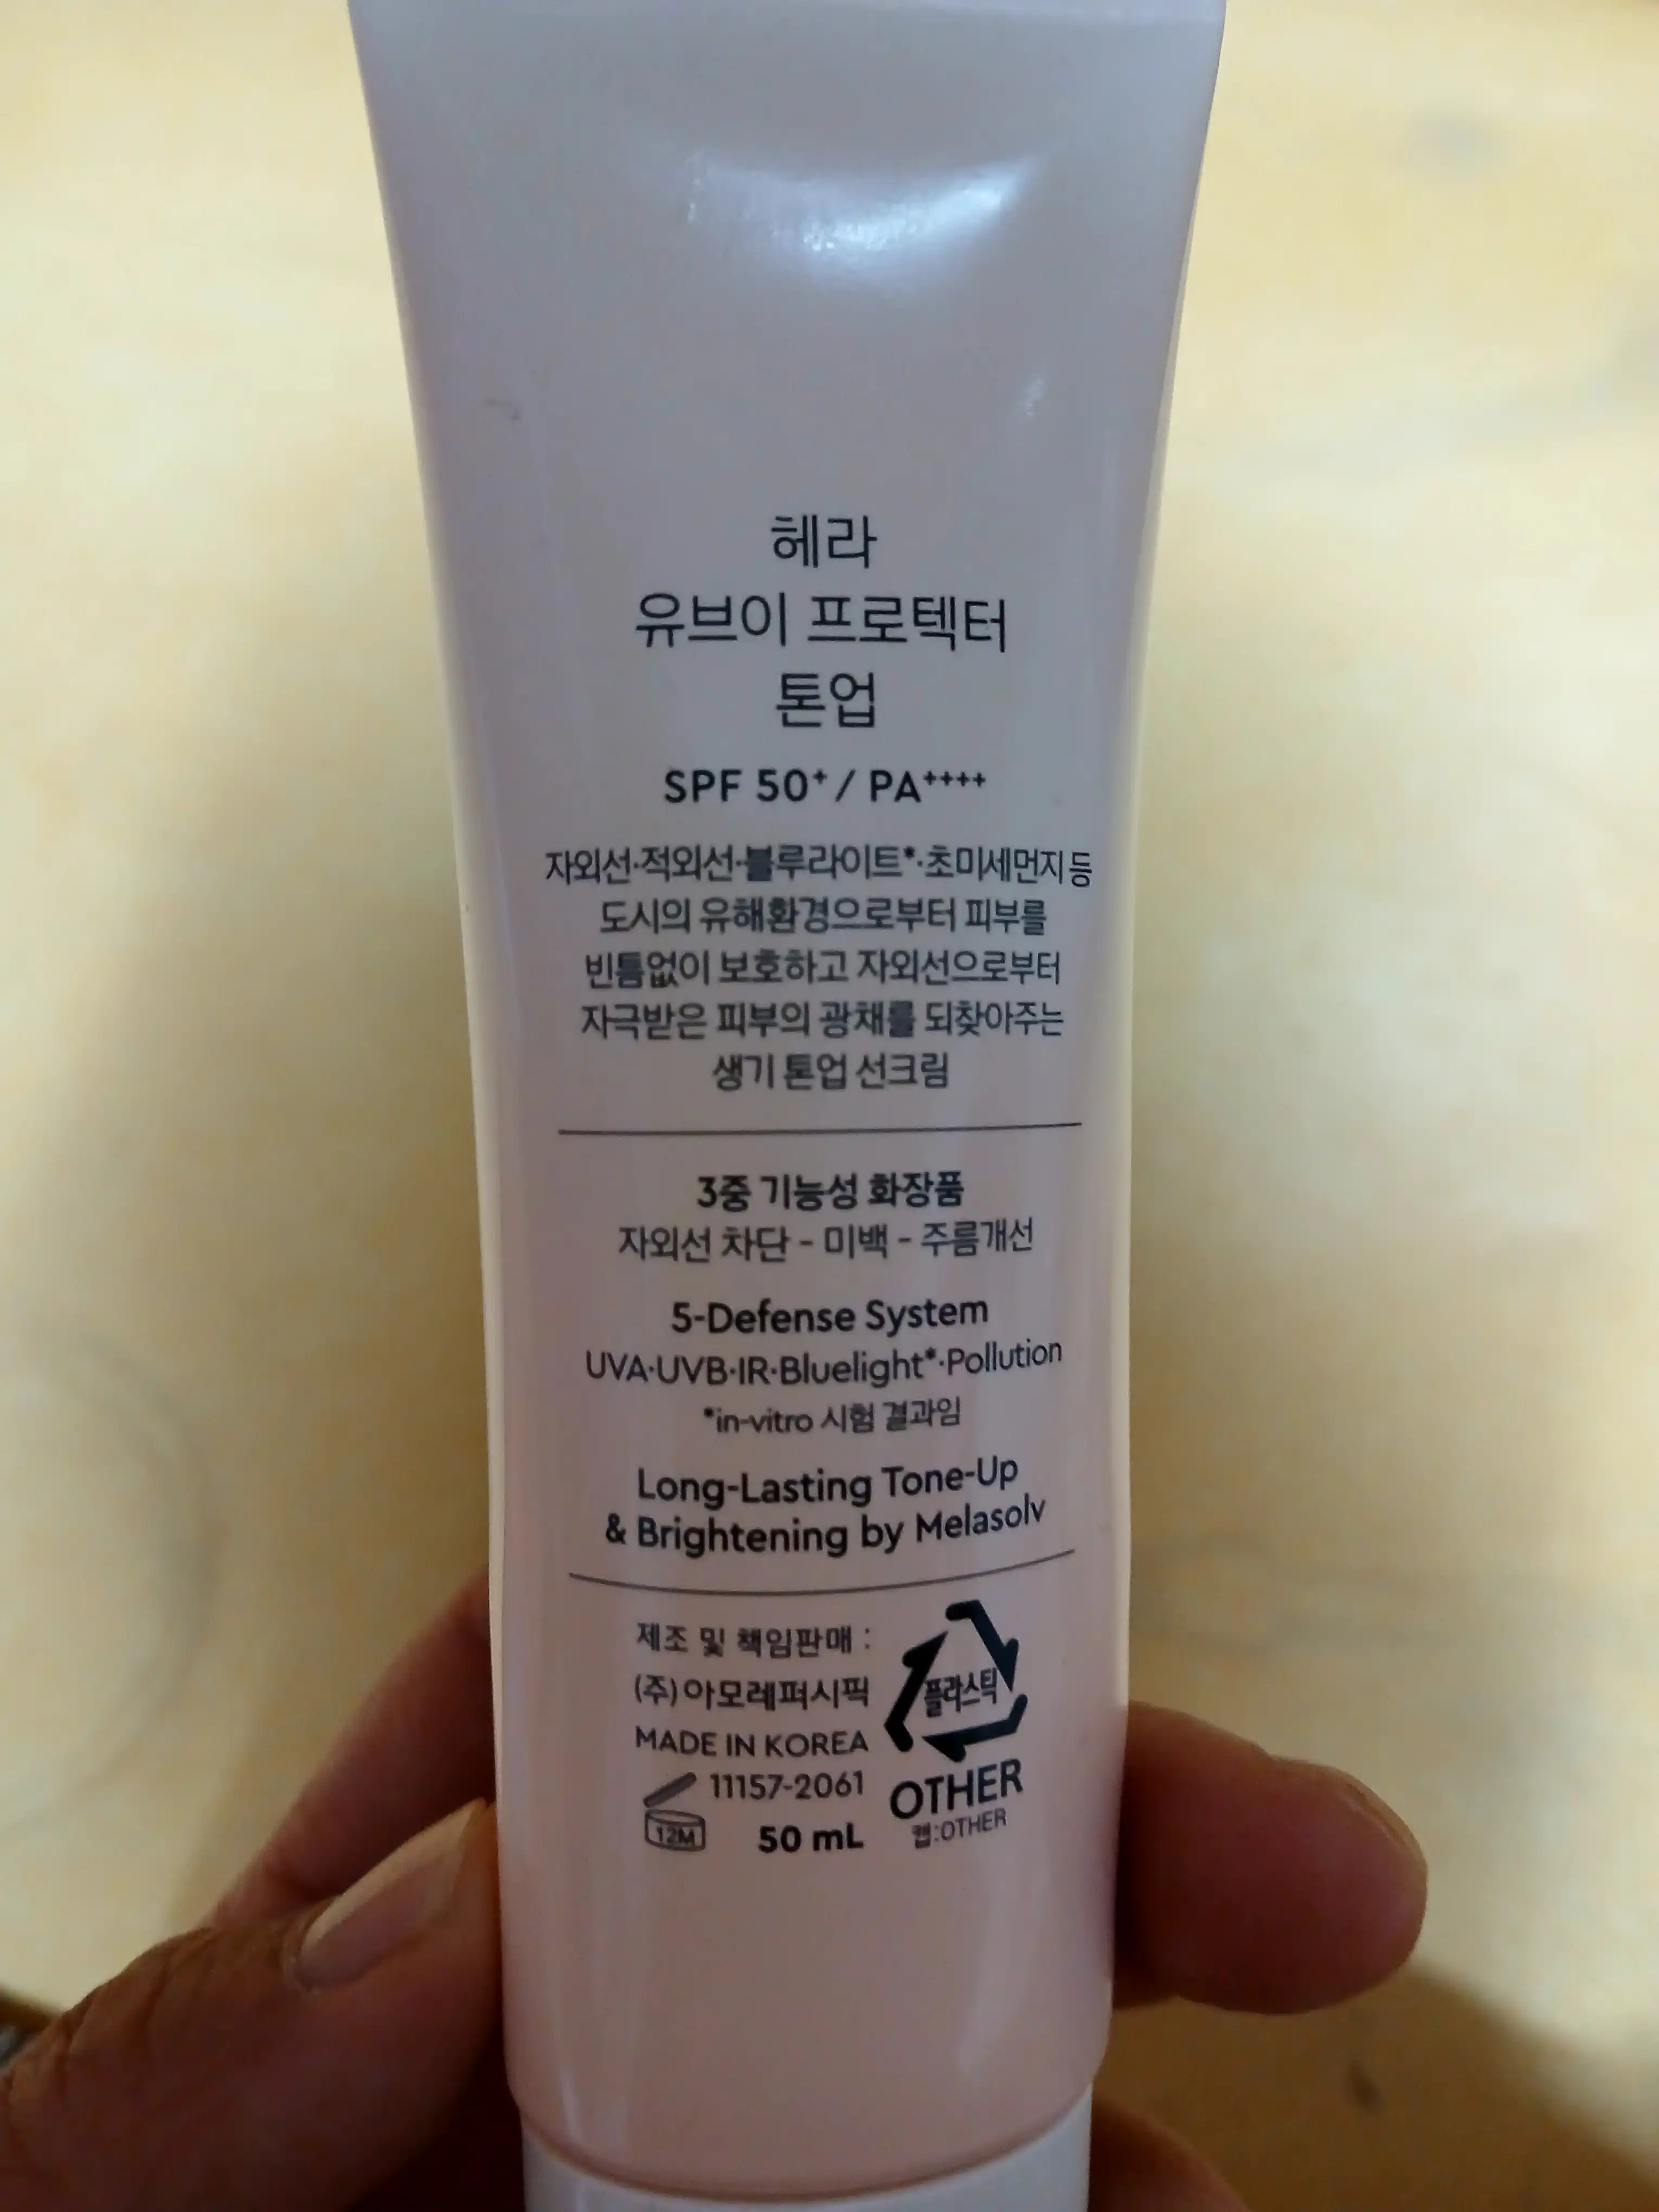 헤라
유브이 프로텍터
톤업
SPF 50+ / PA++++
자외선·적외선·블루라이트*·초미세먼지 등
도시의 유해환경으로부터 피부를
빈틈없이 보호하고 자외선으로부터
자극받은 피부의 광채를 되찾아주는
생기 톤업 선크림
3중 기능성 화장품
자외선 차단 - 미백 - 주름개선
5-Defense System
UVA·UVB·IR·Bluelight*·Pollution
*in-vitro 시험 결과임
Long-Lasting Tone-Up
& Brightening by Melasolv
제조 및 책임판매 :
(주)아모레퍼시픽
MADE IN KOREA
11157-2061
12M
50 mL
플라스틱
OTHER
캡:OTHER